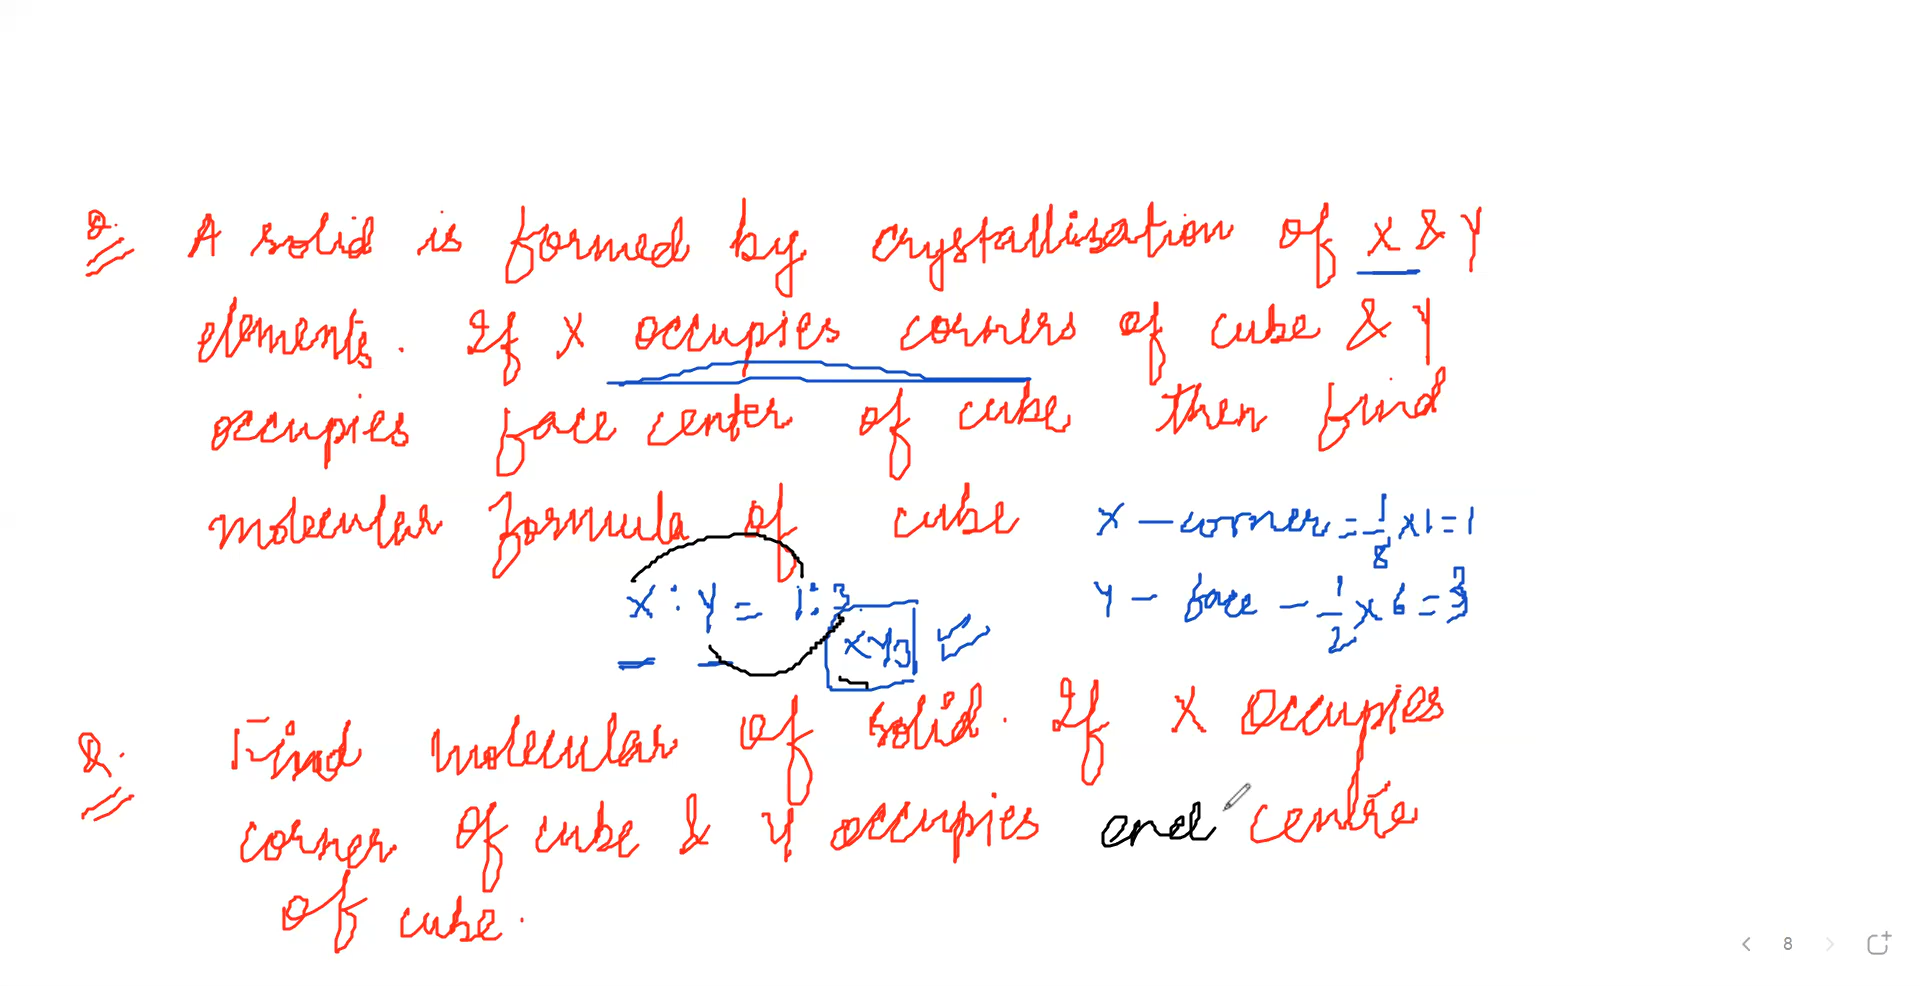 Q. A solid is formed by crystallisation of X & Y
elements. If X occupies corners of cube & Y
occupies face center of cube then find
molecular formula of cube
X — corner = 1/8 × 1 = 1
Y — face — 1/2 × 6 = 3
X : Y = 1 : 3
XY3
Q. Find molecular of solid. If X occupies
corner of cube & Y occupies end centre
of cube.
8